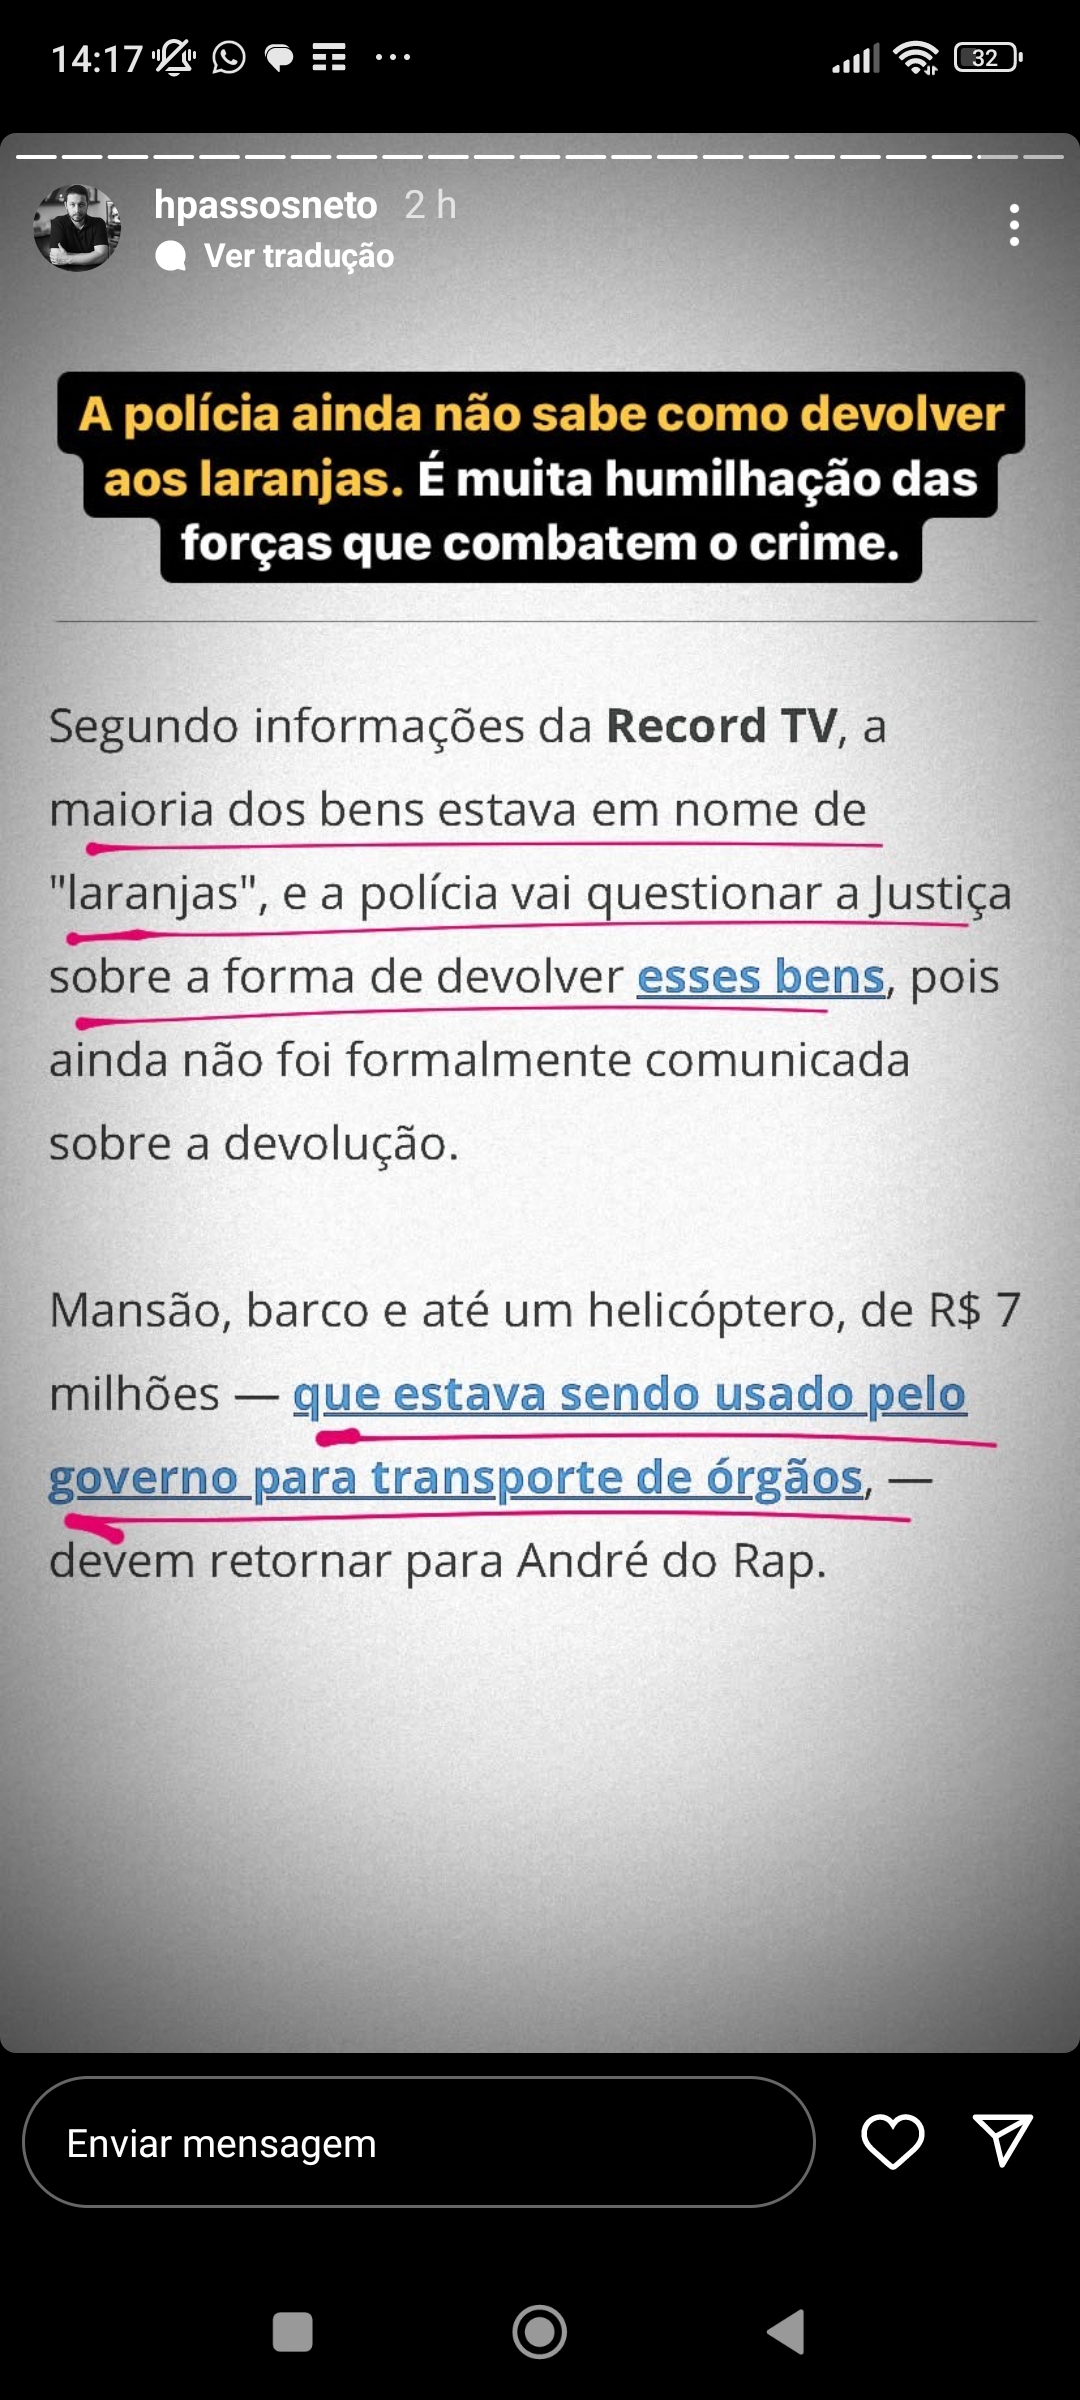 14:17
32
hpassosneto 2 h
Ver tradução
A polícia ainda não sabe como devolver
aos laranjas. É muita humilhação das
forças que combatem o crime.
Segundo informações da Record TV, a
maioria dos bens estava em nome de
"laranjas", e a polícia vai questionar a Justiça
sobre a forma de devolver esses bens, pois
ainda não foi formalmente comunicada
sobre a devolução.
Mansão, barco e até um helicóptero, de R$ 7
milhões — que estava sendo usado pelo
governo para transporte de órgãos, —
devem retornar para André do Rap.
Enviar mensagem